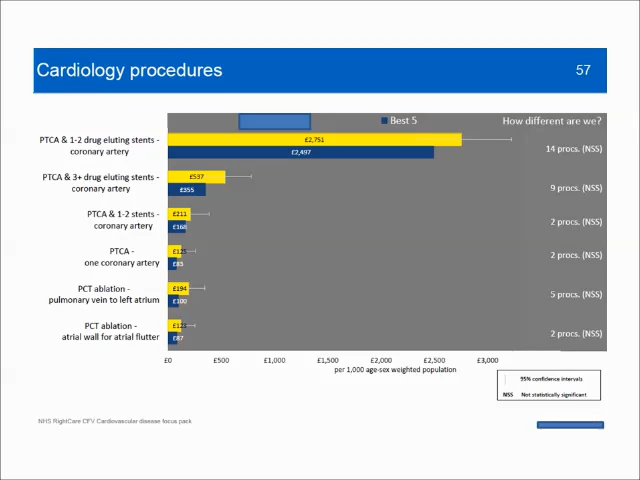 Cardiology procedures
57
Best 5
How different are we?
PTCA & 1-2 drug eluting stents -
coronary artery
£2,751
£2,497
14 procs. (NSS)
PTCA & 3+ drug eluting stents -
coronary artery
£537
£355
9 procs. (NSS)
PTCA & 1-2 stents -
coronary artery
£211
£168
2 procs. (NSS)
PTCA -
one coronary artery
£85
2 procs. (NSS)
PCT ablation -
pulmonary vein to left atrium
£194
£100
5 procs. (NSS)
PCT ablation -
atrial wall for atrial flutter
£87
2 procs. (NSS)
£0 £500 £1,000 £1,500 £2,000 £2,500 £3,000
per 1,000 age-sex weighted population
95% confidence intervals
NSS Not statistically significant
NHS RightCare CFV Cardiovascular disease focus pack